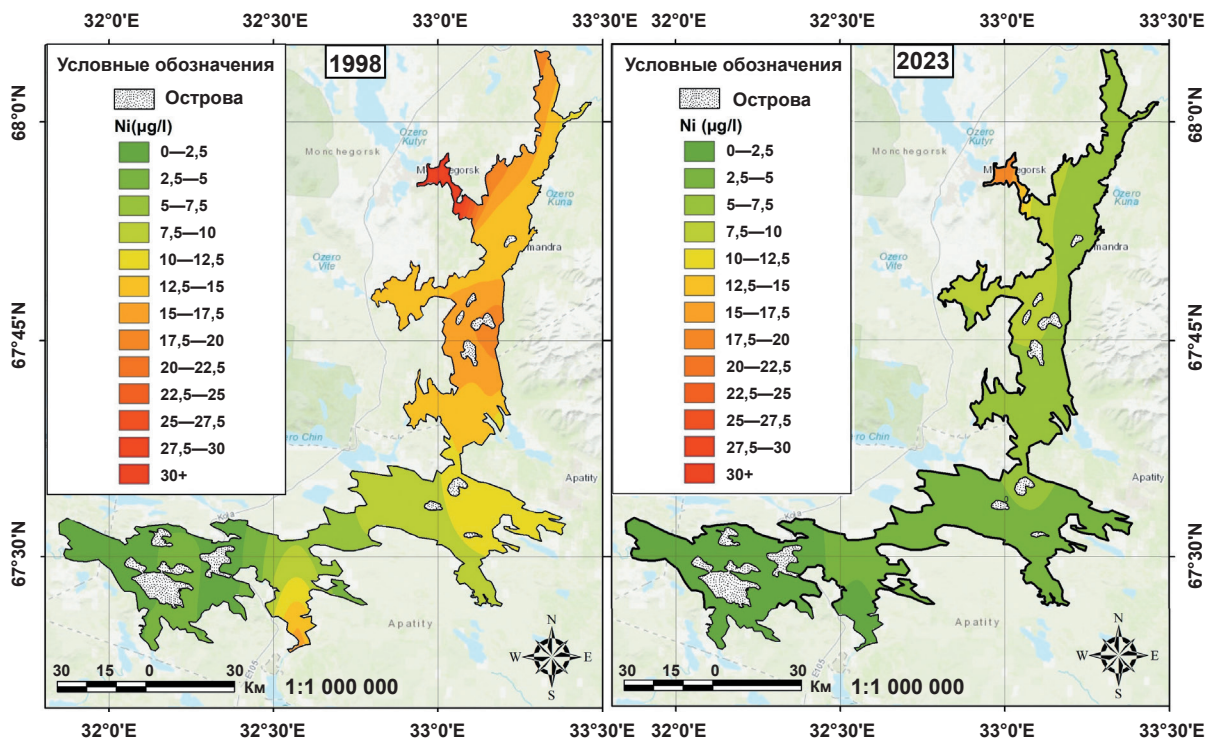 32°0'E 32°30'E 33°0'E 33°30'E 32°0'E 32°30'E 33°0'E 33°30'E
Условные обозначения
1998
Острова
Ni(µg/l)
0—2,5
2,5—5
5—7,5
7,5—10
10—12,5
12,5—15
15—17,5
17,5—20
20—22,5
22,5—25
25—27,5
27,5—30
30+
68°0'N
67°45'N
67°30'N
Ozero
Kutyr
Monchegorsk
Ozero
Kuna
mandra
Ozero
Vite
Apatity
Kola
Apatity
E105
N
W E
S
30 15 0 30
Км 1:1 000 000
Условные обозначения
2023
Острова
Ni (µg/l)
0—2,5
2,5—5
5—7,5
7,5—10
10—12,5
12,5—15
15—17,5
17,5—20
20—22,5
22,5—25
25—27,5
27,5—30
30+
Ozero
Kutyr
Monchegorsk
Ozero
Kuna
mandra
Ozero
Vite
Apatity
Kola
Apatity
E105
N
W E
S
30 15 0 30
Км 1:1 000 000
68°0'N
67°45'N
67°30'N
32°0'E 32°30'E 33°0'E 33°30'E 32°0'E 32°30'E 33°0'E 33°30'E